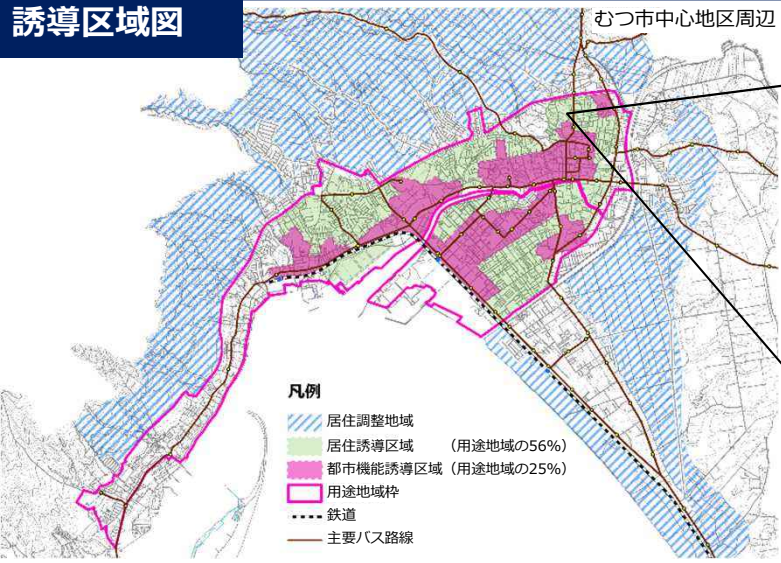 誘導区域図
むつ市中心地区周辺
凡例
居住調整地域
居住誘導区域 (用途地域の56%)
都市機能誘導区域 (用途地域の25%)
用途地域枠
鉄道
主要バス路線